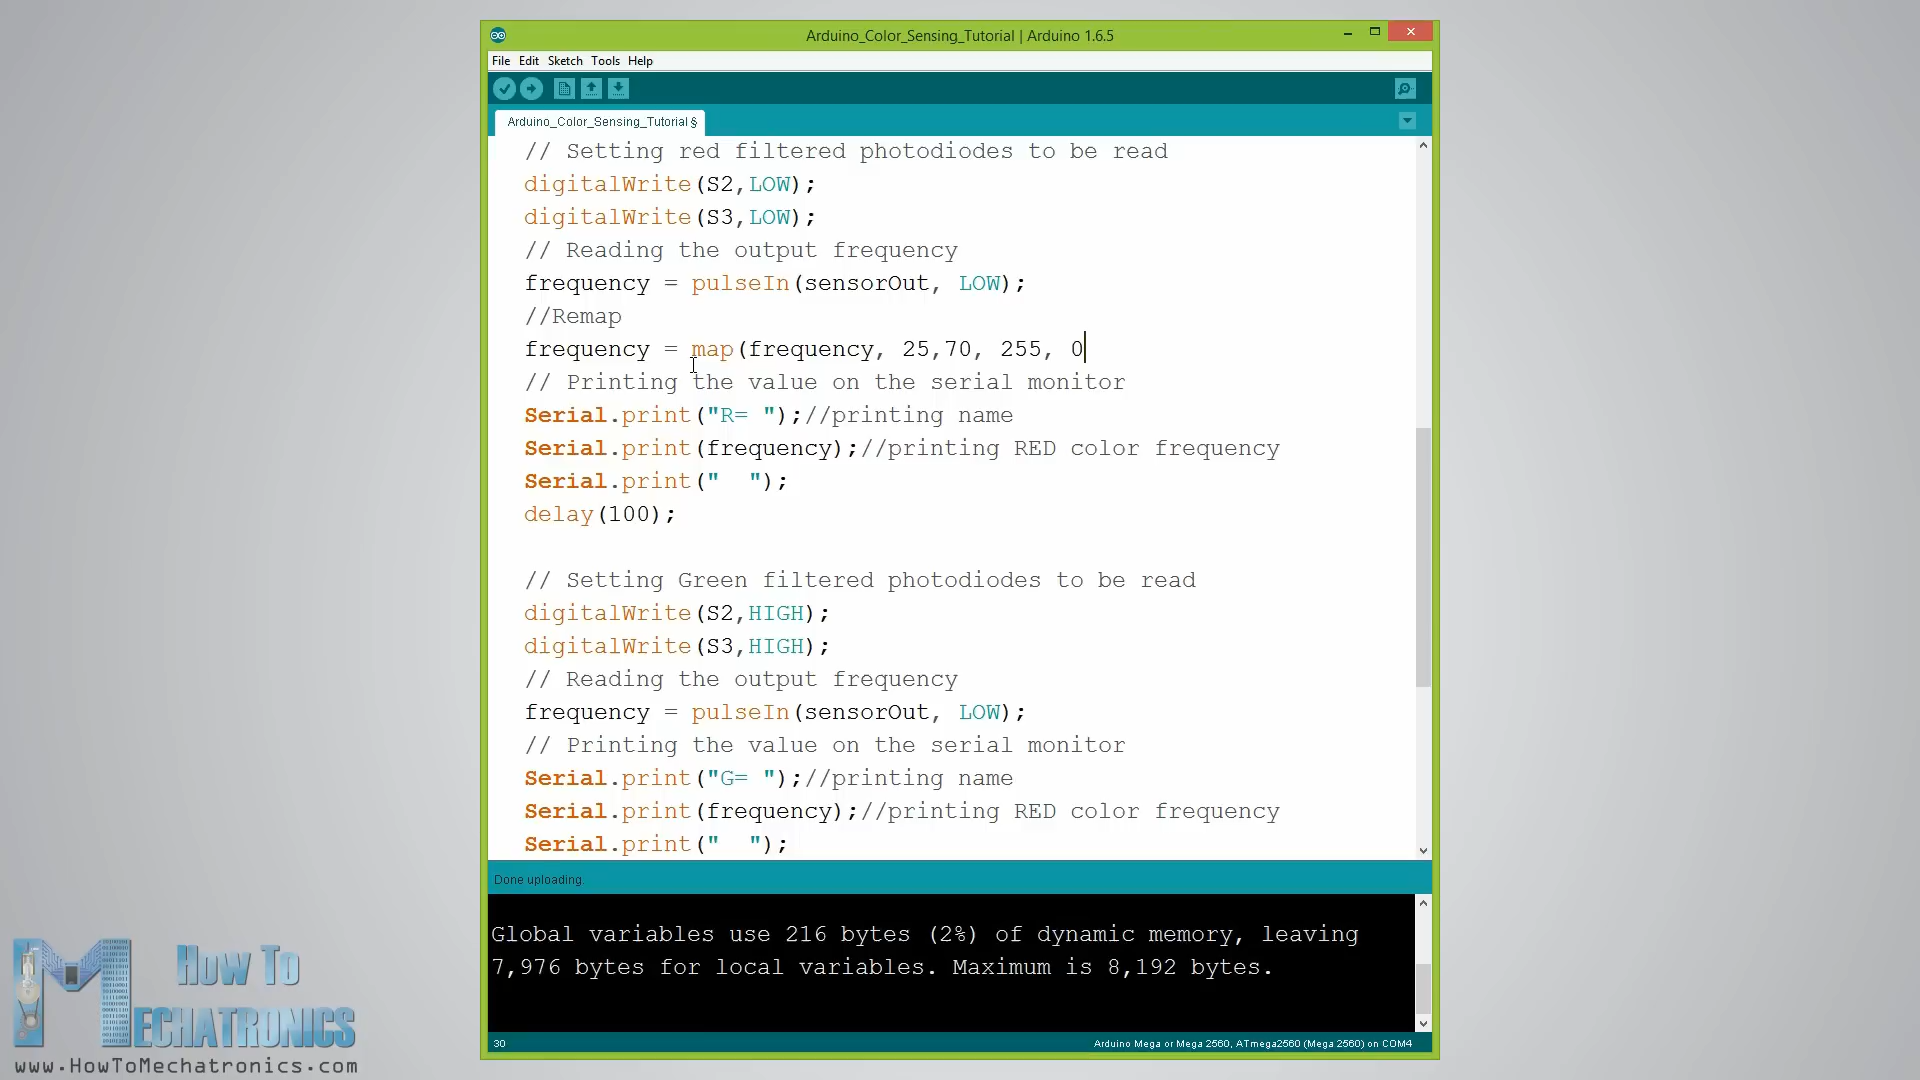 Arduino_Color_Sensing_Tutorial | Arduino 1.6.5
File Edit Sketch Tools Help
Arduino_Color_Sensing_Tutorial §
// Setting red filtered photodiodes to be read
digitalWrite(S2,LOW);
digitalWrite(S3,LOW);
// Reading the output frequency
frequency = pulseIn(sensorOut, LOW);
//Remap
frequency = map(frequency, 25,70, 255, 0
// Printing the value on the serial monitor
Serial.print("R= ");//printing name
Serial.print(frequency);//printing RED color frequency
Serial.print("  ");
delay(100);
// Setting Green filtered photodiodes to be read
digitalWrite(S2,HIGH);
digitalWrite(S3,HIGH);
// Reading the output frequency
frequency = pulseIn(sensorOut, LOW);
// Printing the value on the serial monitor
Serial.print("G= ");//printing name
Serial.print(frequency);//printing RED color frequency
Serial.print("  ");
Done uploading.
Global variables use 216 bytes (2%) of dynamic memory, leaving
7,976 bytes for local variables. Maximum is 8,192 bytes.
30 Arduino Mega or Mega 2560, ATmega2560 (Mega 2560) on COM4
How To
MECHATRONICS
www.HowToMechatronics.com